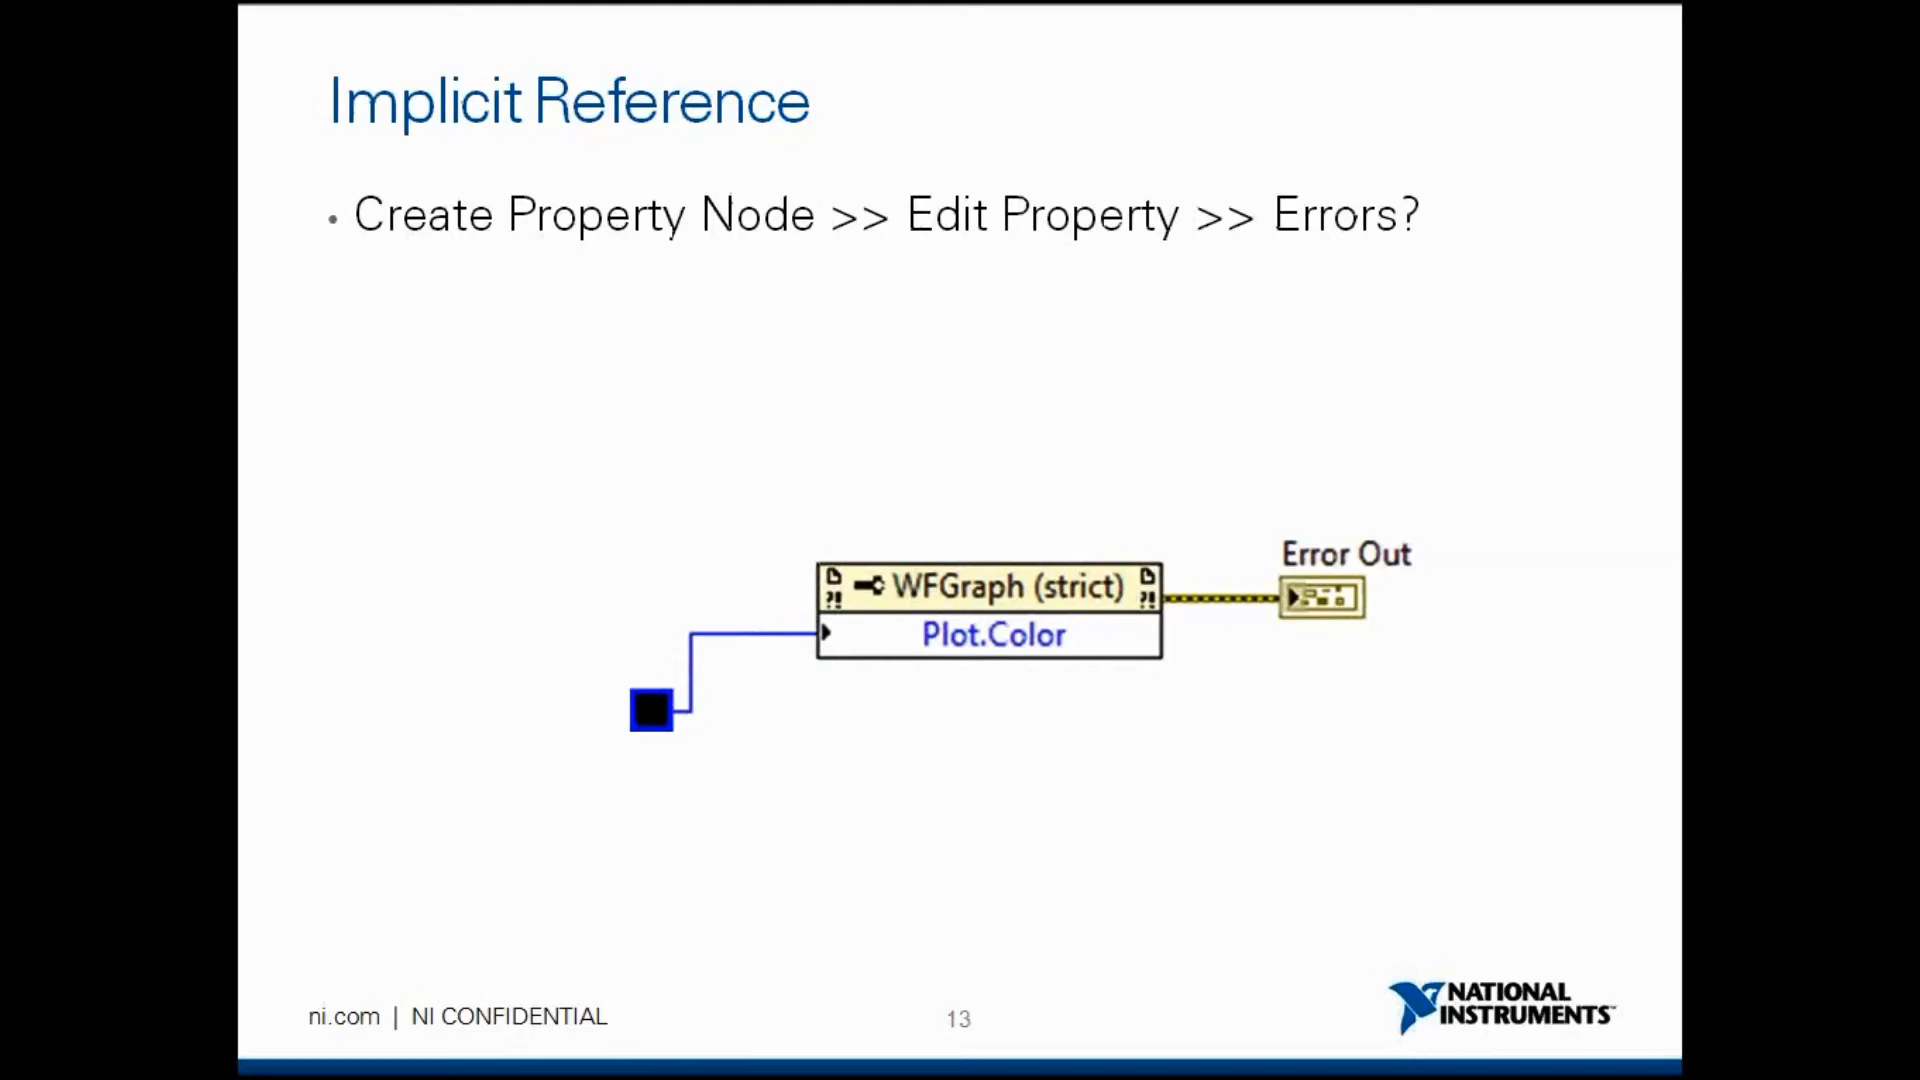 Implicit Reference
• Create Property Node >> Edit Property >> Errors?
Error Out
?! WFGraph (strict) ?!
Plot.Color
ni.com | NI CONFIDENTIAL
13
NATIONAL
INSTRUMENTS™